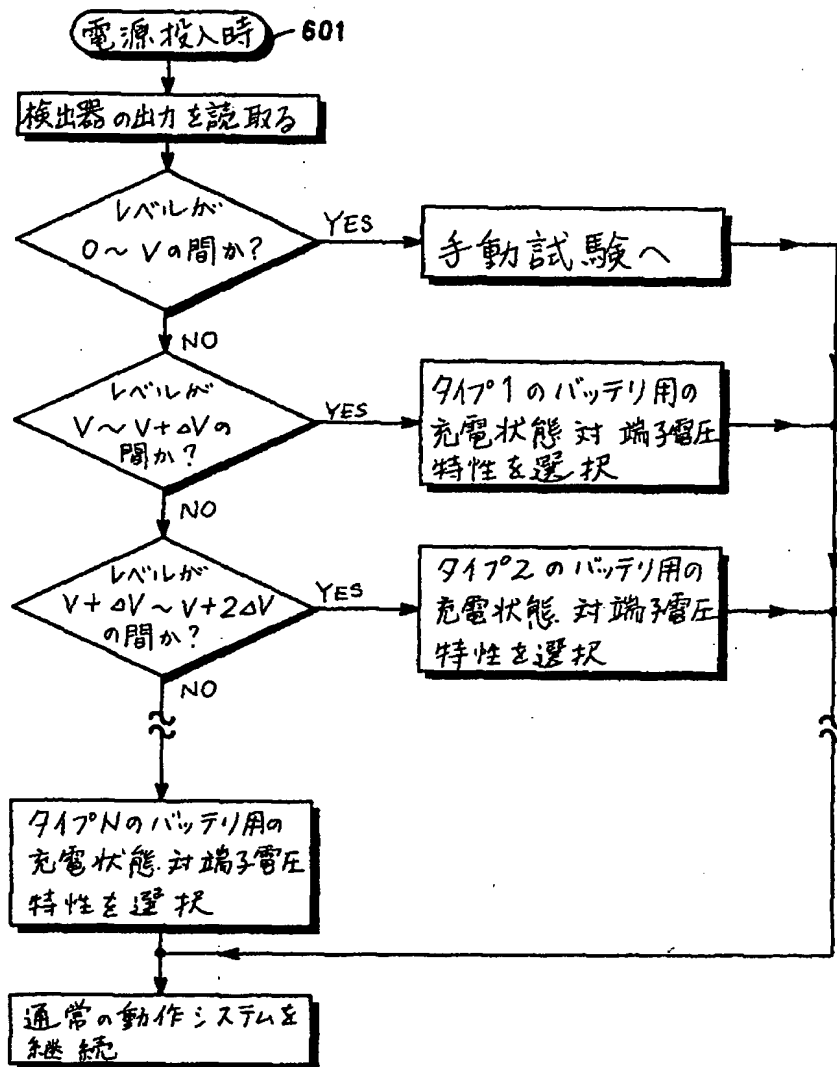 電源投入時 601
検出器の出力を読取る
レベルが
0～Vの間か?
YES
手動試験へ
NO
レベルが
V～V+ΔVの
間か?
YES
タイプ1のバッテリ用の
充電状態対端子電圧
特性を選択
NO
レベルが
V+ΔV～V+2ΔV
の間か?
YES
タイプ2のバッテリ用の
充電状態対端子電圧
特性を選択
NO
タイプNのバッテリ用の
充電状態対端子電圧
特性を選択
通常の動作システムを
継続